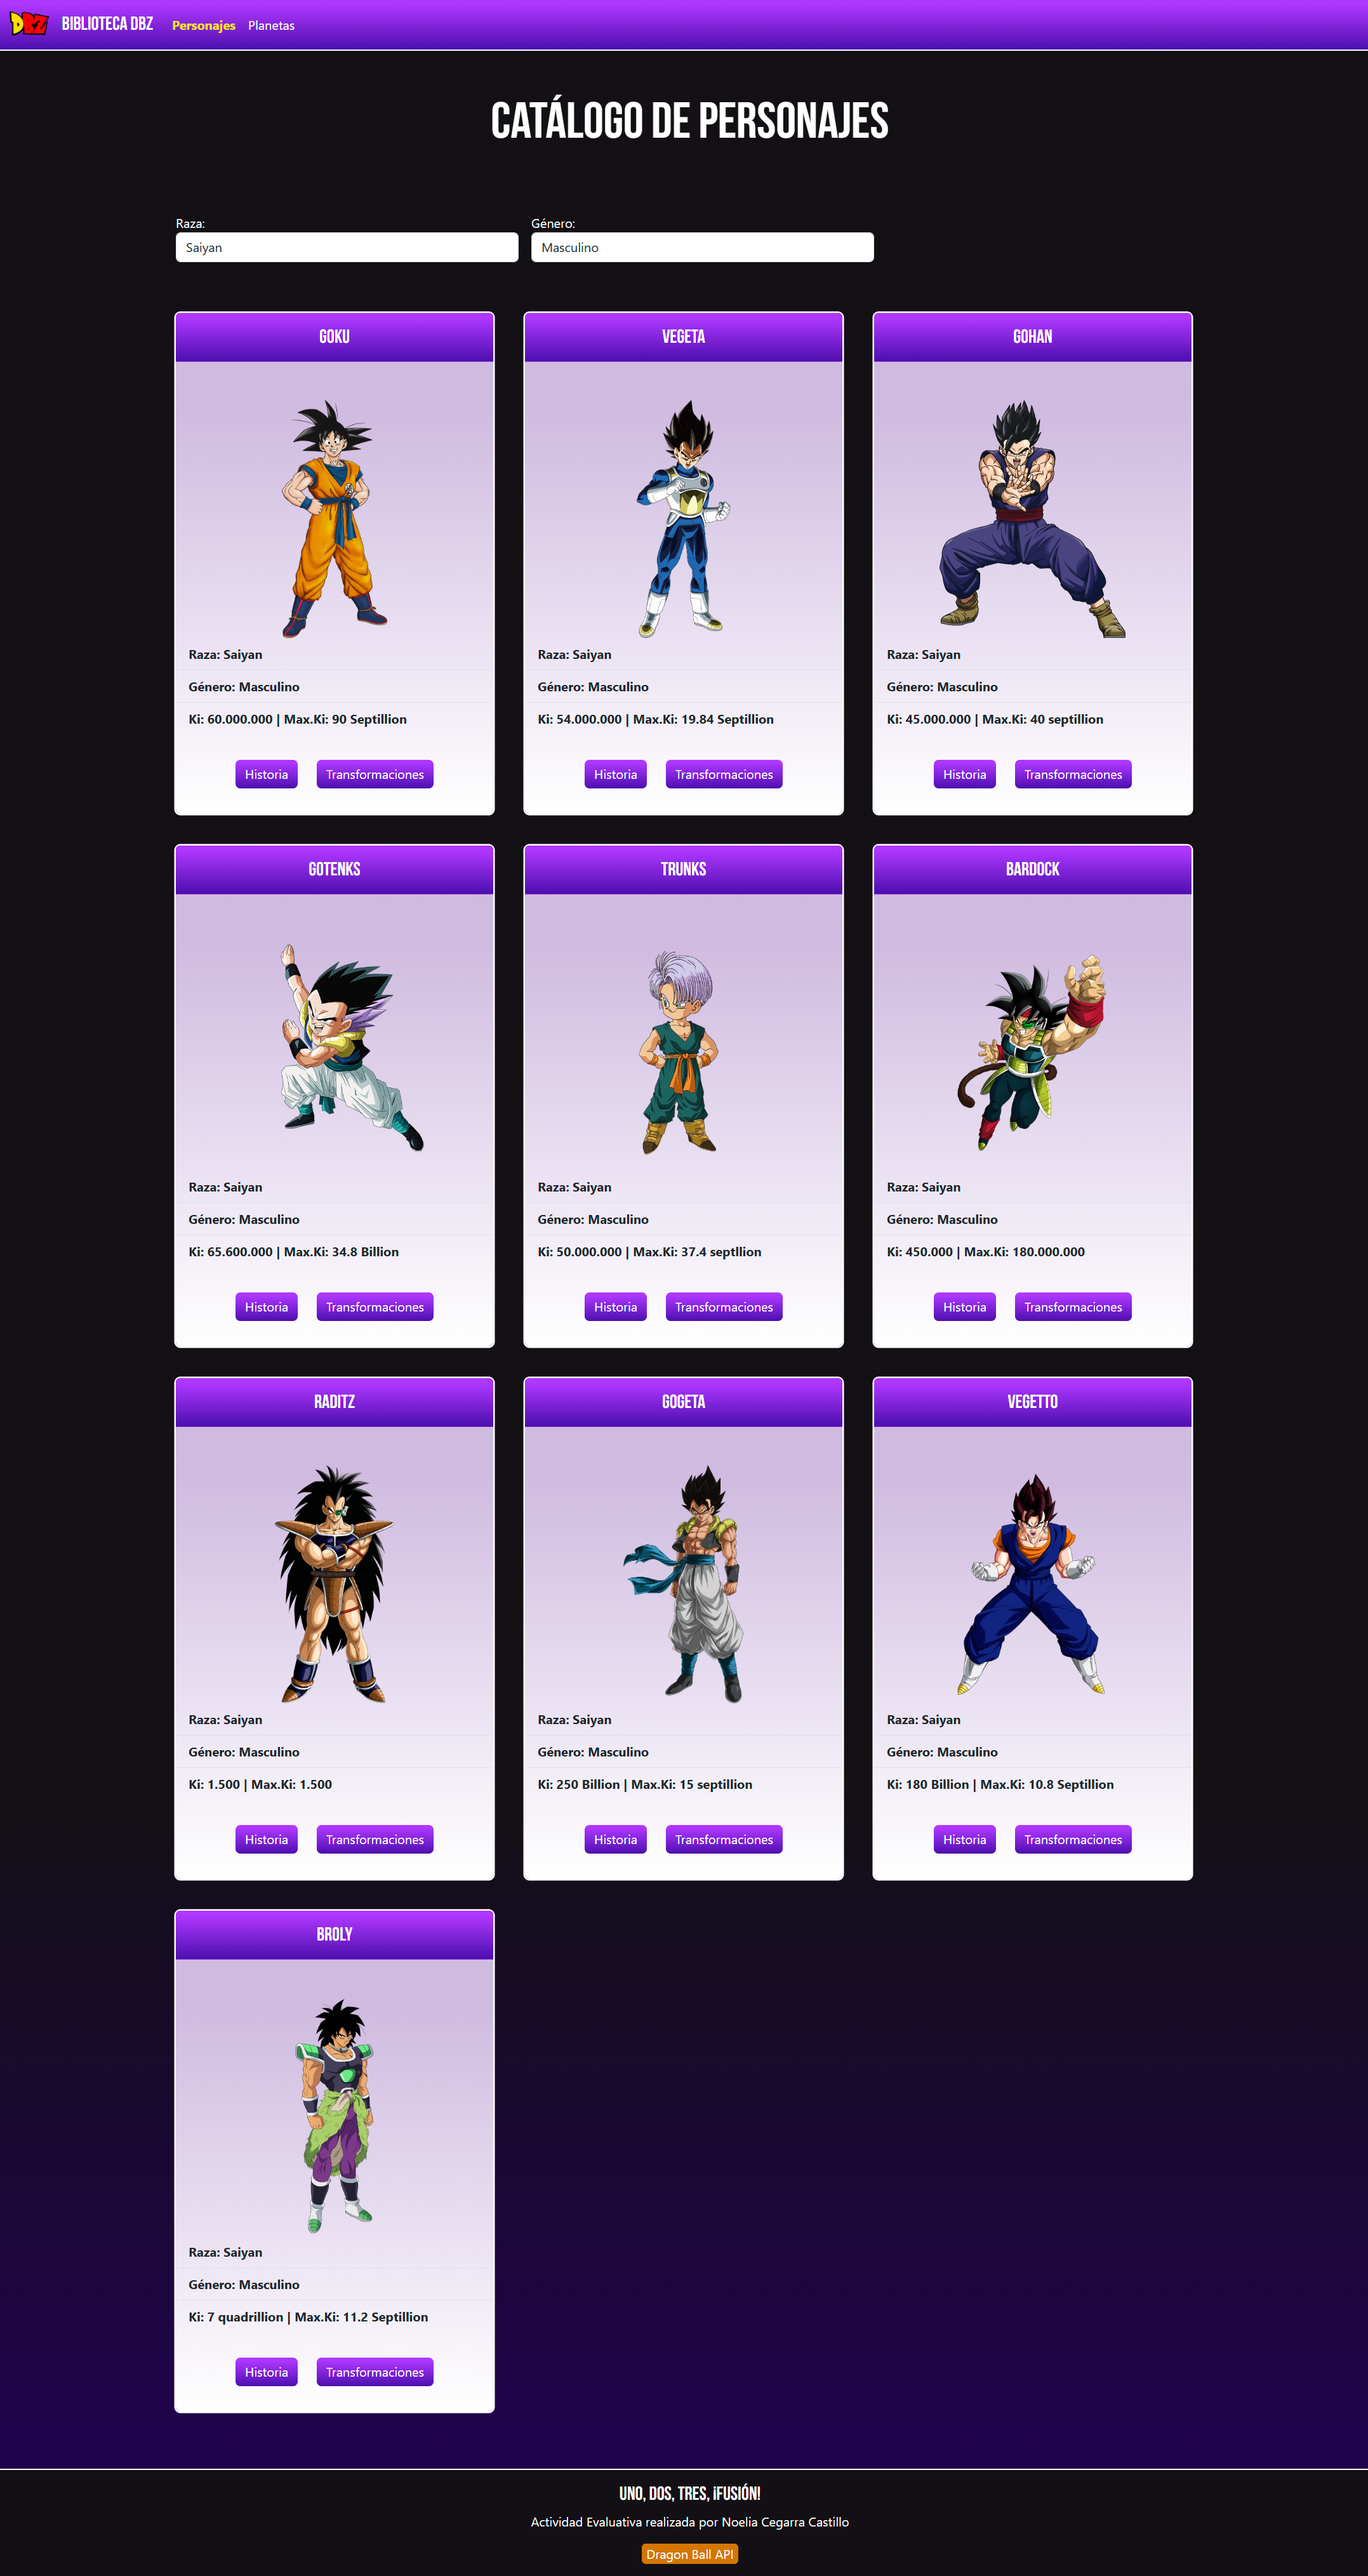 DBZ BIBLIOTECA DBZ Personajes Planetas
CATÁLOGO DE PERSONAJES
Raza: Género:
Saiyan Masculino
GOKU VEGETA GOHAN
Raza: Saiyan Raza: Saiyan Raza: Saiyan
Género: Masculino Género: Masculino Género: Masculino
Ki: 60.000.000 | Max.Ki: 90 Septillion Ki: 54.000.000 | Max.Ki: 19.84 Septillion Ki: 45.000.000 | Max.Ki: 40 septillion
Historia Transformaciones Historia Transformaciones Historia Transformaciones
GOTENKS TRUNKS BARDOCK
Raza: Saiyan Raza: Saiyan Raza: Saiyan
Género: Masculino Género: Masculino Género: Masculino
Ki: 65.600.000 | Max.Ki: 34.8 Billion Ki: 50.000.000 | Max.Ki: 37.4 septllion Ki: 450.000 | Max.Ki: 180.000.000
Historia Transformaciones Historia Transformaciones Historia Transformaciones
RADITZ GOGETA VEGETTO
Raza: Saiyan Raza: Saiyan Raza: Saiyan
Género: Masculino Género: Masculino Género: Masculino
Ki: 1.500 | Max.Ki: 1.500 Ki: 250 Billion | Max.Ki: 15 septillion Ki: 180 Billion | Max.Ki: 10.8 Septillion
Historia Transformaciones Historia Transformaciones Historia Transformaciones
BROLY
Raza: Saiyan
Género: Masculino
Ki: 7 quadrillion | Max.Ki: 11.2 Septillion
Historia Transformaciones
UNO, DOS, TRES, ¡FUSIÓN!
Actividad Evaluativa realizada por Noelia Cegarra Castillo
Dragon Ball API